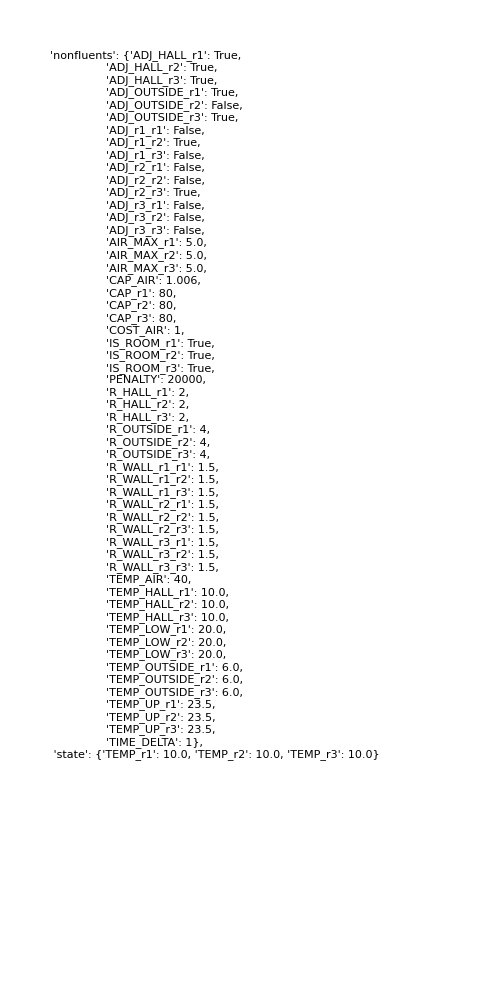 'nonfluents': {'ADJ_HALL_r1': True,
'ADJ_HALL_r2': True,
'ADJ_HALL_r3': True,
'ADJ_OUTSIDE_r1': True,
'ADJ_OUTSIDE_r2': False,
'ADJ_OUTSIDE_r3': True,
'ADJ_r1_r1': False,
'ADJ_r1_r2': True,
'ADJ_r1_r3': False,
'ADJ_r2_r1': False,
'ADJ_r2_r2': False,
'ADJ_r2_r3': True,
'ADJ_r3_r1': False,
'ADJ_r3_r2': False,
'ADJ_r3_r3': False,
'AIR_MAX_r1': 5.0,
'AIR_MAX_r2': 5.0,
'AIR_MAX_r3': 5.0,
'CAP_AIR': 1.006,
'CAP_r1': 80,
'CAP_r2': 80,
'CAP_r3': 80,
'COST_AIR': 1,
'IS_ROOM_r1': True,
'IS_ROOM_r2': True,
'IS_ROOM_r3': True,
'PENALTY': 20000,
'R_HALL_r1': 2,
'R_HALL_r2': 2,
'R_HALL_r3': 2,
'R_OUTSIDE_r1': 4,
'R_OUTSIDE_r2': 4,
'R_OUTSIDE_r3': 4,
'R_WALL_r1_r1': 1.5,
'R_WALL_r1_r2': 1.5,
'R_WALL_r1_r3': 1.5,
'R_WALL_r2_r1': 1.5,
'R_WALL_r2_r2': 1.5,
'R_WALL_r2_r3': 1.5,
'R_WALL_r3_r1': 1.5,
'R_WALL_r3_r2': 1.5,
'R_WALL_r3_r3': 1.5,
'TEMP_AIR': 40,
'TEMP_HALL_r1': 10.0,
'TEMP_HALL_r2': 10.0,
'TEMP_HALL_r3': 10.0,
'TEMP_LOW_r1': 20.0,
'TEMP_LOW_r2': 20.0,
'TEMP_LOW_r3': 20.0,
'TEMP_OUTSIDE_r1': 6.0,
'TEMP_OUTSIDE_r2': 6.0,
'TEMP_OUTSIDE_r3': 6.0,
'TEMP_UP_r1': 23.5,
'TEMP_UP_r2': 23.5,
'TEMP_UP_r3': 23.5,
'TIME_DELTA': 1},
'state': {'TEMP_r1': 10.0, 'TEMP_r2': 10.0, 'TEMP_r3': 10.0}